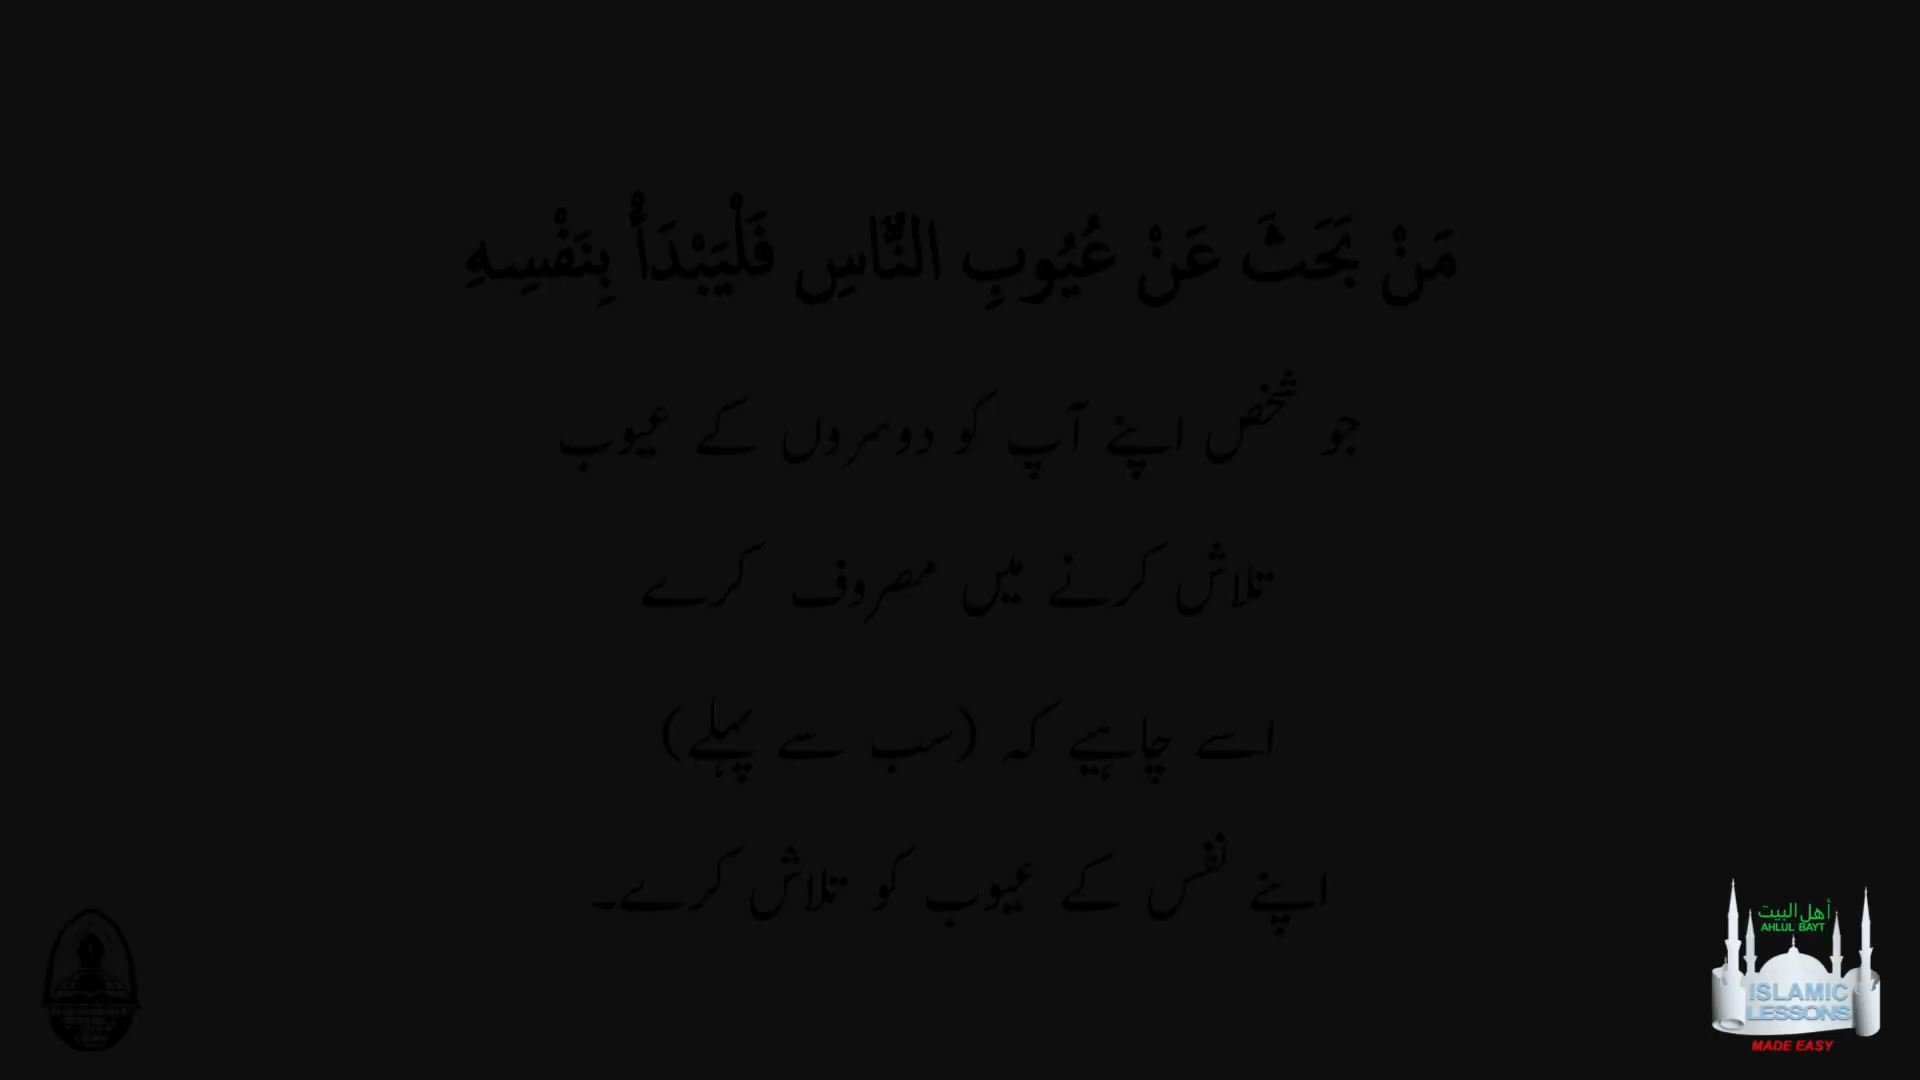 مَنْ بَحَثَ عَنْ عُيُوبِ النَّاسِ فَلْيَبْدَأْ بِنَفْسِهِ
جو شخص اپنے آپ کو دوسروں کے عیوب
تلاش کرنے میں مصروف کرے
اسے چاہیے کہ (سب سے پہلے)
اپنے نفس کے عیوب کو تلاش کرے۔
أهل البيت
AHLUL BAYT
ISLAMIC
LESSONS
MADE EASY